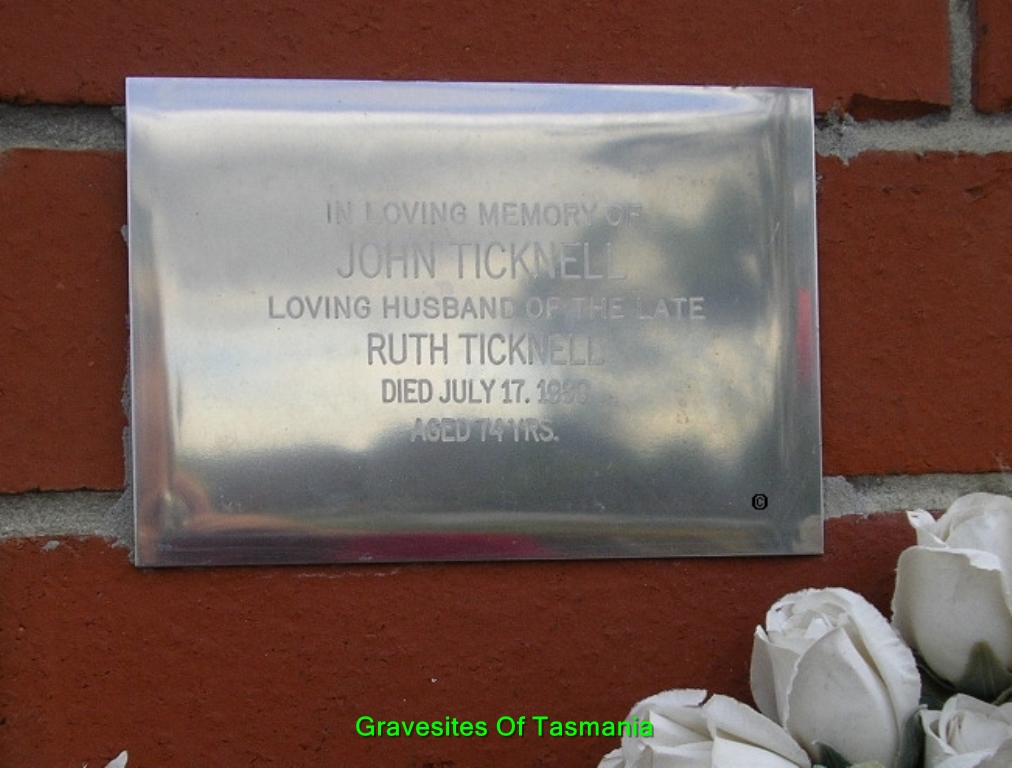 IN LOVING MEMORY OF
JOHN TICKNELL
LOVING HUSBAND OF THE LATE
RUTH TICKNELL
DIED JULY 17.
AGED 74 YRS.
©
Gravesites Of Tasmania